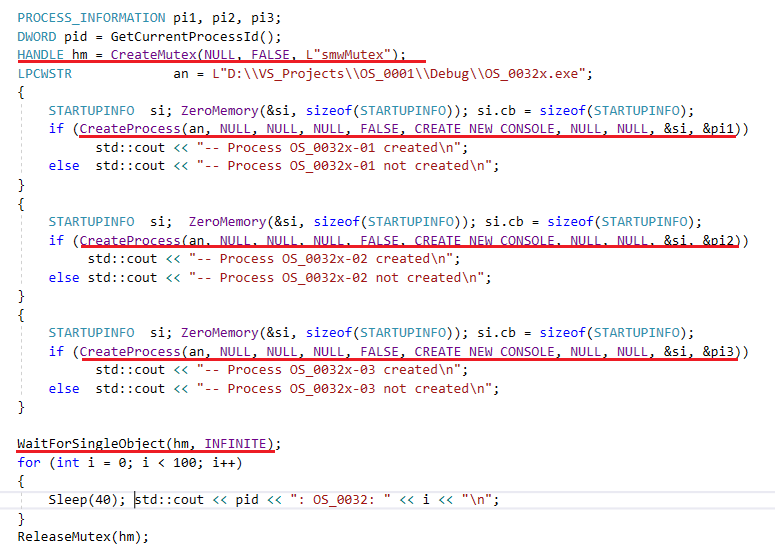 PROCESS_INFORMATION pi1, pi2, pi3;
DWORD pid = GetCurrentProcessId();
HANDLE hm = CreateMutex(NULL, FALSE, L"smwMutex");
LPCWSTR             an = L"D:\\VS_Projects\\OS_0001\\Debug\\OS_0032x.exe";
{
    STARTUPINFO  si; ZeroMemory(&si, sizeof(STARTUPINFO)); si.cb = sizeof(STARTUPINFO);
    if (CreateProcess(an, NULL, NULL, NULL, FALSE, CREATE_NEW_CONSOLE, NULL, NULL, &si, &pi1))
          std::cout << "-- Process OS_0032x-01 created\n";
    else  std::cout << "-- Process OS_0032x-01 not created\n";
}
{
    STARTUPINFO  si;  ZeroMemory(&si, sizeof(STARTUPINFO)); si.cb = sizeof(STARTUPINFO);
    if (CreateProcess(an, NULL, NULL, NULL, FALSE, CREATE_NEW_CONSOLE, NULL, NULL, &si, &pi2))
         std::cout << "-- Process OS_0032x-02 created\n";
    else std::cout << "-- Process OS_0032x-02 not created\n";
}
{
    STARTUPINFO  si; ZeroMemory(&si, sizeof(STARTUPINFO)); si.cb = sizeof(STARTUPINFO);
    if (CreateProcess(an, NULL, NULL, NULL, FALSE, CREATE_NEW_CONSOLE, NULL, NULL, &si, &pi3))
          std::cout << "-- Process OS_0032x-03 created\n";
    else  std::cout << "-- Process OS_0032x-03 not created\n";
}
WaitForSingleObject(hm, INFINITE);
for (int i = 0; i < 100; i++)
{
    Sleep(40); std::cout << pid << ": OS_0032: " << i << "\n";
}
ReleaseMutex(hm);